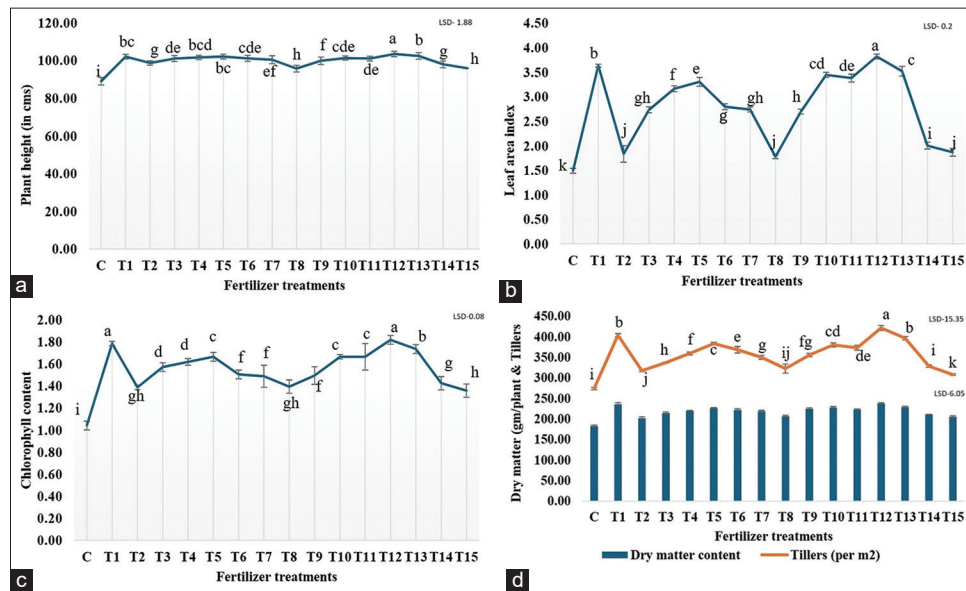 LSD- 1.88
120.00
100.00
80.00
60.00
40.00
20.00
0.00
Plant height (in cms)
i bc g de bcd bc cde ef h f cde de a b g h
C T1 T2 T3 T4 T5 T6 T7 T8 T9 T10 T11 T12 T13 T14 T15
Fertilizer treatments
a
LSD- 0.2
4.50
4.00
3.50
3.00
2.50
2.00
1.50
1.00
0.50
0.00
Leaf area index
k b j gh f e g gh j h cd de a c i j
C T1 T2 T3 T4 T5 T6 T7 T8 T9 T10 T11 T12 T13 T14 T15
Fertilizer treatments
b
LSD-0.08
2.00
1.80
1.60
1.40
1.20
1.00
0.80
0.60
0.40
0.20
0.00
Chlorophyll content
i a gh d d c f f gh f c c a b g h
C T1 T2 T3 T4 T5 T6 T7 T8 T9 T10 T11 T12 T13 T14 T15
Fertilizer treatments
c
LSD-15.35
LSD-6.05
450.00
400.00
350.00
300.00
250.00
200.00
150.00
100.00
50.00
0.00
Dry matter (gm/plant & Tillers)
i b j h f c e g ij fg cd de a b i k
C T1 T2 T3 T4 T5 T6 T7 T8 T9 T10 T11 T12 T13 T14 T15
Fertilizer treatments
Dry matter content Tillers (per m2)
d